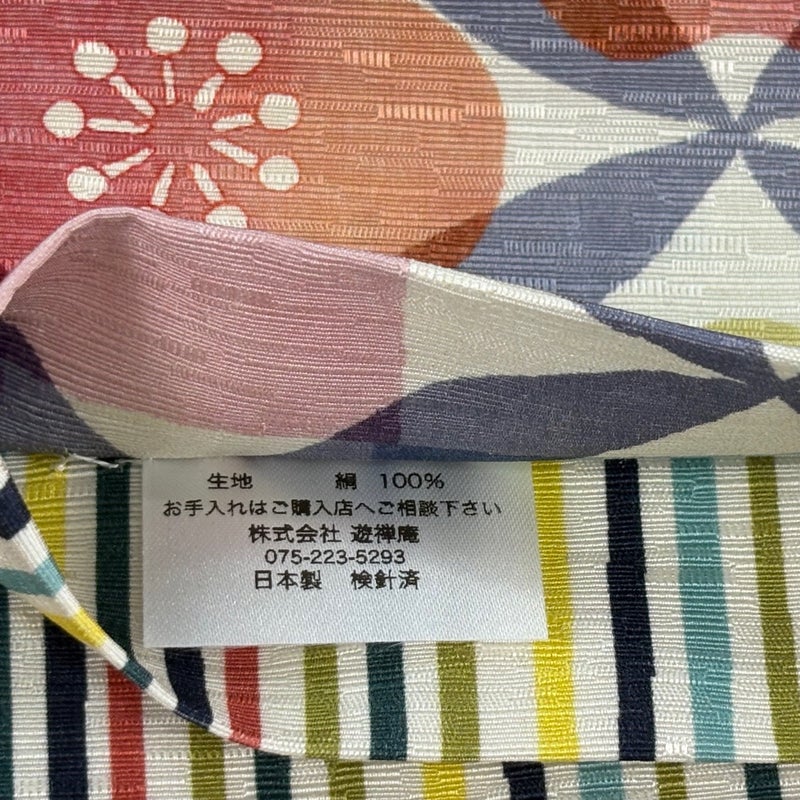 生地 絹 100%
お手入れはご購入店へご相談下さい
株式会社 遊禅庵
075-223-5293
日本製 検針済